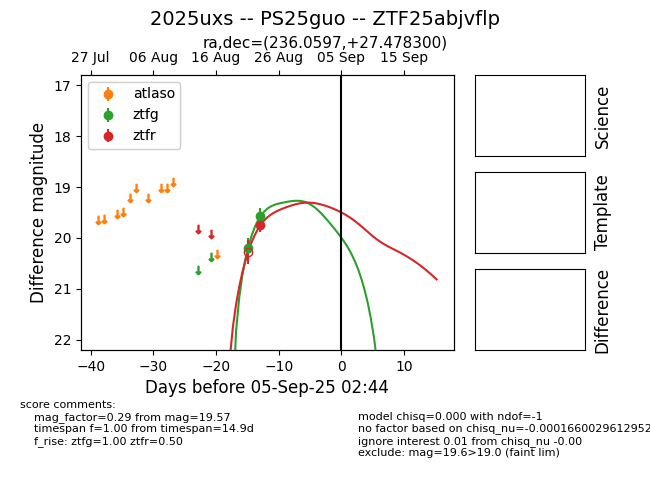 2025uxs -- PS25guo -- ZTF25abjvflp
ra,dec=(236.0597,+27.478300)
27 Jul 06 Aug 16 Aug 26 Aug 05 Sep 15 Sep
atlaso
ztfg
ztfr
17
18
19
20
21
22
Difference magnitude
−40 −30 −20 −10 0 10
Days before 05-Sep-25 02:44
Science
Template
Difference
score comments:
mag_factor=0.29 from mag=19.57
timespan f=1.00 from timespan=14.9d
f_rise: ztfg=1.00 ztfr=0.50
model chisq=0.000 with ndof=-1
no factor based on chisq_nu=-0.0001660029612952
ignore interest 0.01 from chisq_nu -0.00
exclude: mag=19.6>19.0 (faint lim)